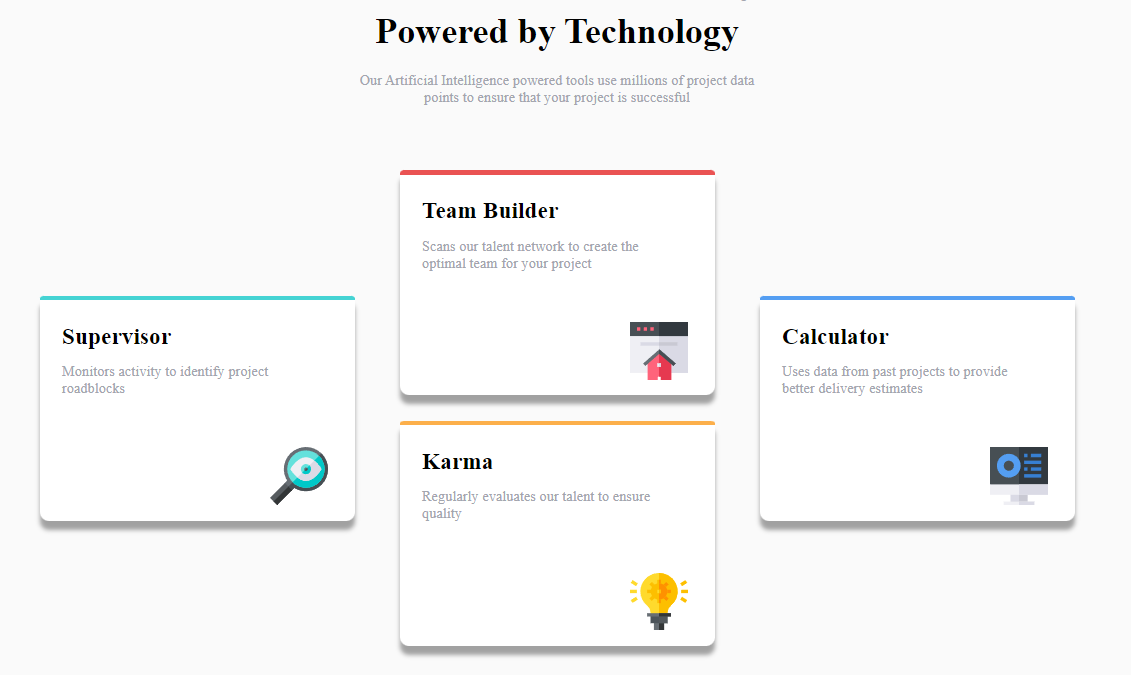 Powered by Technology
Our Artificial Intelligence powered tools use millions of project data
points to ensure that your project is successful
Team Builder
Scans our talent network to create the
optimal team for your project
Supervisor
Monitors activity to identify project
roadblocks
Calculator
Uses data from past projects to provide
better delivery estimates
Karma
Regularly evaluates our talent to ensure
quality